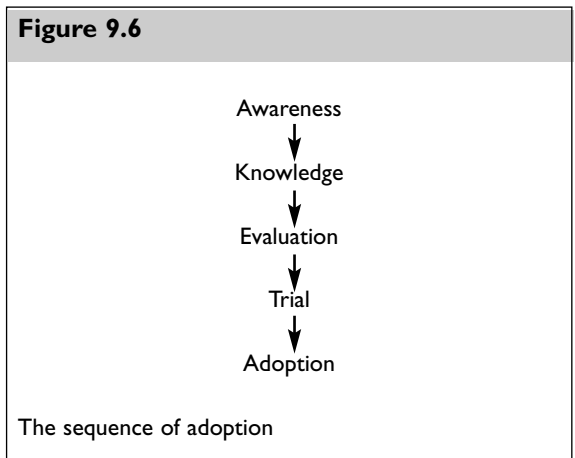 Figure 9.6
Awareness
Knowledge
Evaluation
Trial
Adoption
The sequence of adoption